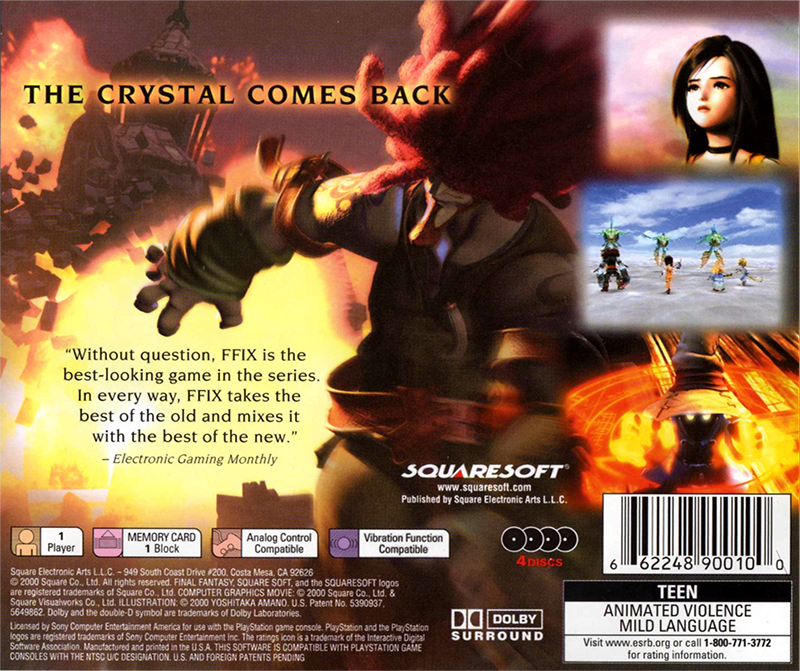 THE CRYSTAL COMES BACK
“Without question, FFIX is the
best-looking game in the series.
In every way, FFIX takes the
best of the old and mixes it
with the best of the new.”
– Electronic Gaming Monthly
SQUARESOFT®
www.squaresoft.com
Published by Square Electronic Arts L.L.C.
1
Player
MEMORY CARD
1 Block
Analog Control
Compatible
Vibration Function
Compatible
4 DISCS
6 62248 90010 0
Square Electronic Arts L.L.C. – 949 South Coast Drive #200, Costa Mesa, CA 92626
© 2000 Square Co., Ltd. All rights reserved. FINAL FANTASY, SQUARE SOFT, and the SQUARESOFT logos
are registered trademarks of Square Co., Ltd. COMPUTER GRAPHICS MOVIE: © 2000 Square Co., Ltd. &
Square Visualworks Co., Ltd. ILLUSTRATION: © 2000 YOSHITAKA AMANO. U.S. Patent No. 5390937,
5649862. Dolby and the double-D symbol are trademarks of Dolby Laboratories.
Licensed by Sony Computer Entertainment America for use with the PlayStation game console. PlayStation and the PlayStation
logos are registered trademarks of Sony Computer Entertainment Inc. The ratings icon is a trademark of the Interactive Digital
Software Association. Manufactured and printed in the U.S.A. THIS SOFTWARE IS COMPATIBLE WITH PLAYSTATION GAME
CONSOLES WITH THE NTSC U/C DESIGNATION. U.S. AND FOREIGN PATENTS PENDING
DOLBY
SURROUND
TEEN
ANIMATED VIOLENCE
MILD LANGUAGE
Visit www.esrb.org or call 1-800-771-3772
for rating information.